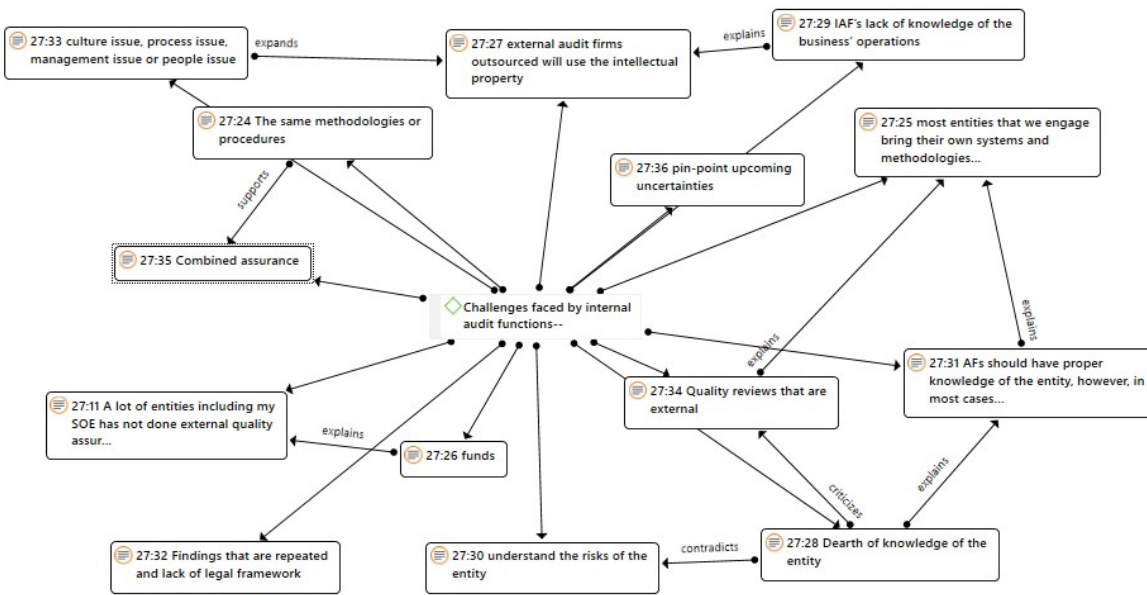 27:33 culture issue, process issue,
management issue or people issue
expands
27:27 external audit firms
outsourced will use the intellectual
property
explains
27:29 IAF's lack of knowledge of the
business' operations
27:24 The same methodologies or
procedures
27:25 most entities that we engage
bring their own systems and
methodologies...
27:36 pin-point upcoming
uncertainties
supports
27:35 Combined assurance
Challenges faced by internal
audit functions--
explains
explains
27:31 AFs should have proper
knowledge of the entity, however, in
most cases...
27:34 Quality reviews that are
external
27:11 A lot of entities including my
SOE has not done external quality
assur...
explains
27:26 funds
criticizes
explains
27:32 Findings that are repeated
and lack of legal framework
27:30 understand the risks of the
entity
contradicts
27:28 Dearth of knowledge of the
entity